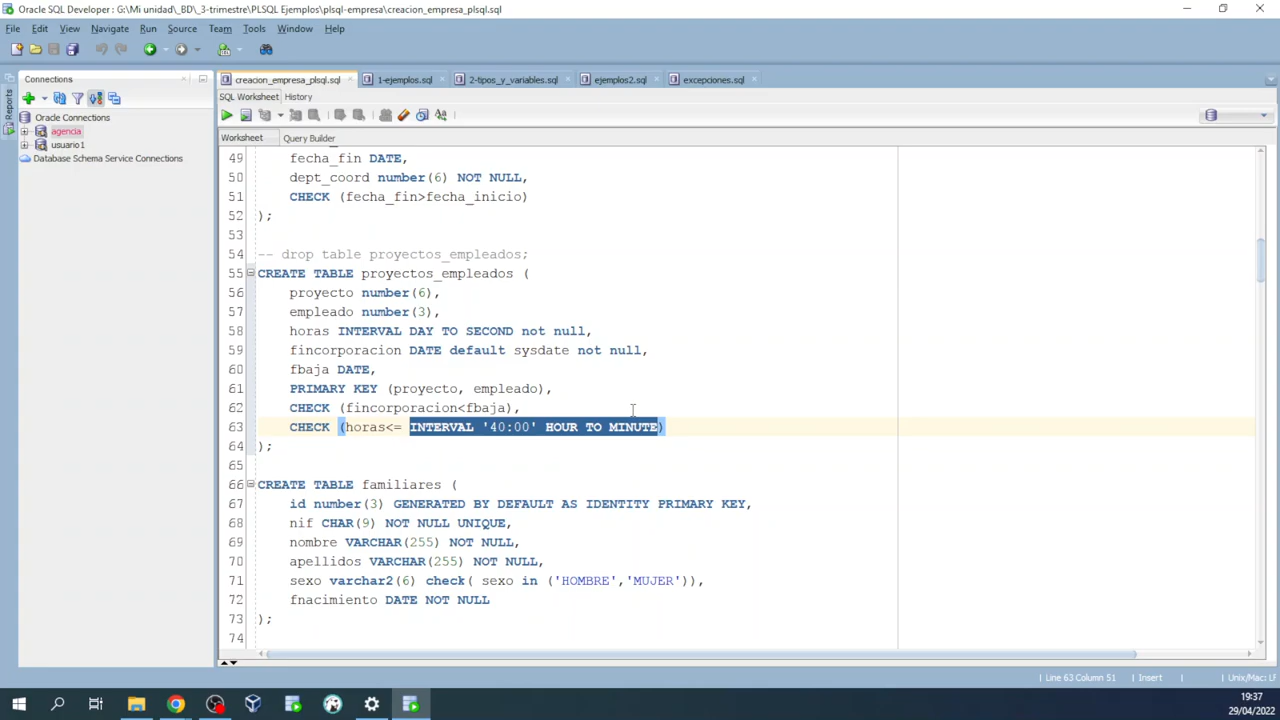 Oracle SQL Developer : G:\Mi unidad\_BD\_3-trimestre\PLSQL Ejemplos\plsql-empresa\creacion_empresa_plsql.sql
File Edit View Navigate Run Source Team Tools Window Help
Connections
creacion_empresa_plsql.sql 1-ejemplos.sql 2-tipos_y_variables.sql ejemplos2.sql excepciones.sql
SQL Worksheet History
Reports
Oracle Connections
agencia
usuario1
Database Schema Service Connections
Worksheet Query Builder
49 fecha_fin DATE,
50 dept_coord number(6) NOT NULL,
51 CHECK (fecha_fin>fecha_inicio)
52 );
53
54 -- drop table proyectos_empleados;
55 CREATE TABLE proyectos_empleados (
56 proyecto number(6),
57 empleado number(3),
58 horas INTERVAL DAY TO SECOND not null,
59 fincorporacion DATE default sysdate not null,
60 fbaja DATE,
61 PRIMARY KEY (proyecto, empleado),
62 CHECK (fincorporacion<fbaja),
63 CHECK (horas<= INTERVAL '40:00' HOUR TO MINUTE)
64 );
65
66 CREATE TABLE familiares (
67 id number(3) GENERATED BY DEFAULT AS IDENTITY PRIMARY KEY,
68 nif CHAR(9) NOT NULL UNIQUE,
69 nombre VARCHAR(255) NOT NULL,
70 apellidos VARCHAR(255) NOT NULL,
71 sexo varchar2(6) check( sexo in ('HOMBRE','MUJER')),
72 fnacimiento DATE NOT NULL
73 );
74
Line 63 Column 51 Insert Unix/Mac: LF
19:37
29/04/2022